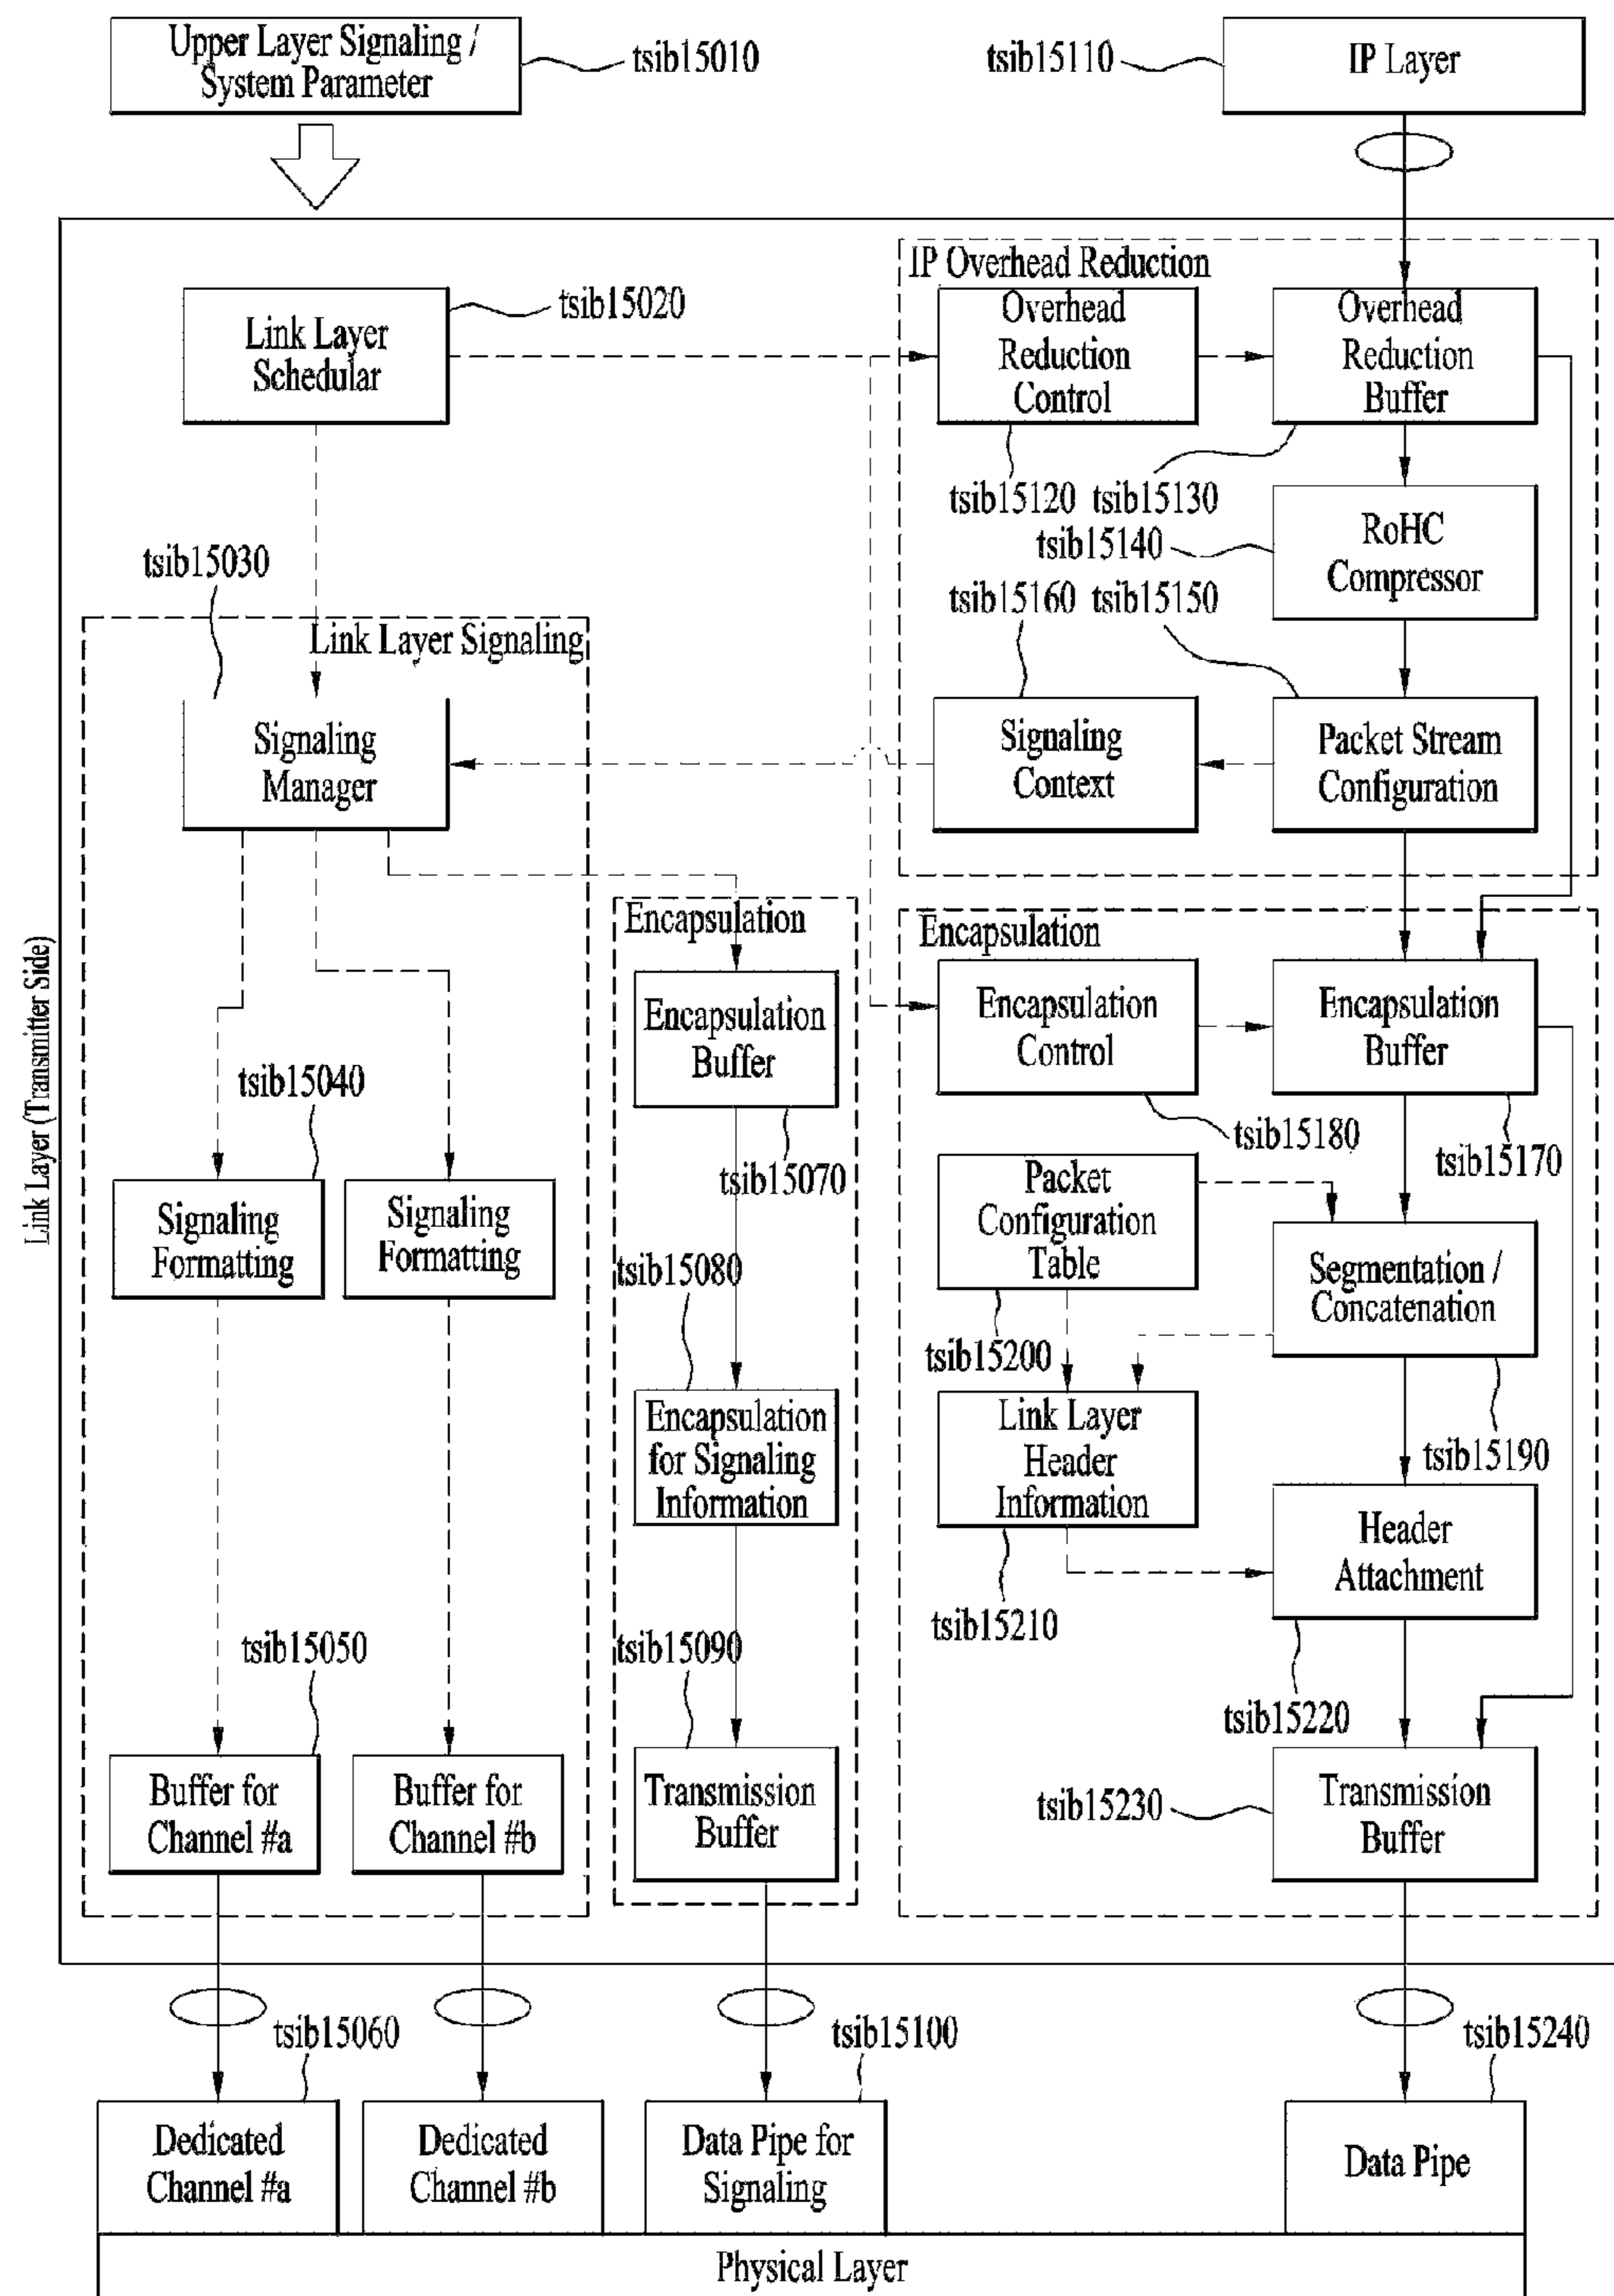 Upper Layer Signaling /
System Parameter
tsib15010
tsib15110
IP Layer
Link Layer (Transmitter Side)
IP Overhead Reduction
Link Layer
Schedular
tsib15020
Overhead
Reduction
Control
Overhead
Reduction
Buffer
tsib15120
tsib15130
tsib15140
RoHC
Compressor
tsib15030
tsib15160
tsib15150
Link Layer Signaling
Signaling
Manager
Signaling
Context
Packet Stream
Configuration
Encapsulation
Encapsulation
Encapsulation
Buffer
Encapsulation
Control
Encapsulation
Buffer
tsib15040
tsib15070
tsib15180
tsib15170
Signaling
Formatting
Signaling
Formatting
Packet
Configuration
Table
Segmentation /
Concatenation
tsib15080
tsib15200
tsib15190
Encapsulation
for Signaling
Information
Link Layer
Header
Information
Header
Attachment
tsib15210
tsib15050
tsib15090
tsib15220
Buffer for
Channel #a
Buffer for
Channel #b
Transmission
Buffer
tsib15230
Transmission
Buffer
tsib15060
tsib15100
tsib15240
Dedicated
Channel #a
Dedicated
Channel #b
Data Pipe for
Signaling
Data Pipe
Physical Layer